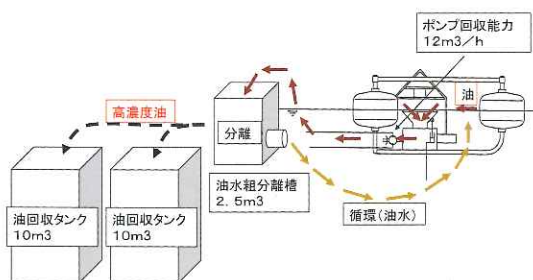 ポンプ回収能力
12m3/h
油
高濃度油
分離
油水粗分離槽
2.5m3
油回収タンク
10m3
油回収タンク
10m3
循環(油水)